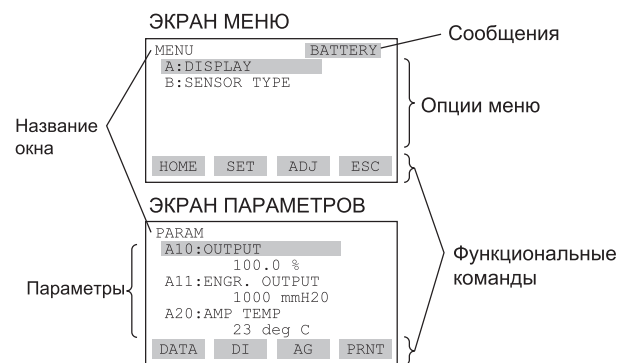 ЭКРАН МЕНЮ
MENU BATTERY
Сообщения
A:DISPLAY
B:SENSOR TYPE
Опции меню
Название
окна
HOME SET ADJ ESC
ЭКРАН ПАРАМЕТРОВ
PARAM
A10:OUTPUT
100.0 %
A11:ENGR. OUTPUT
1000 mmH20
A20:AMP TEMP
23 deg C
Параметры
Функциональные
команды
DATA DI AG PRNT